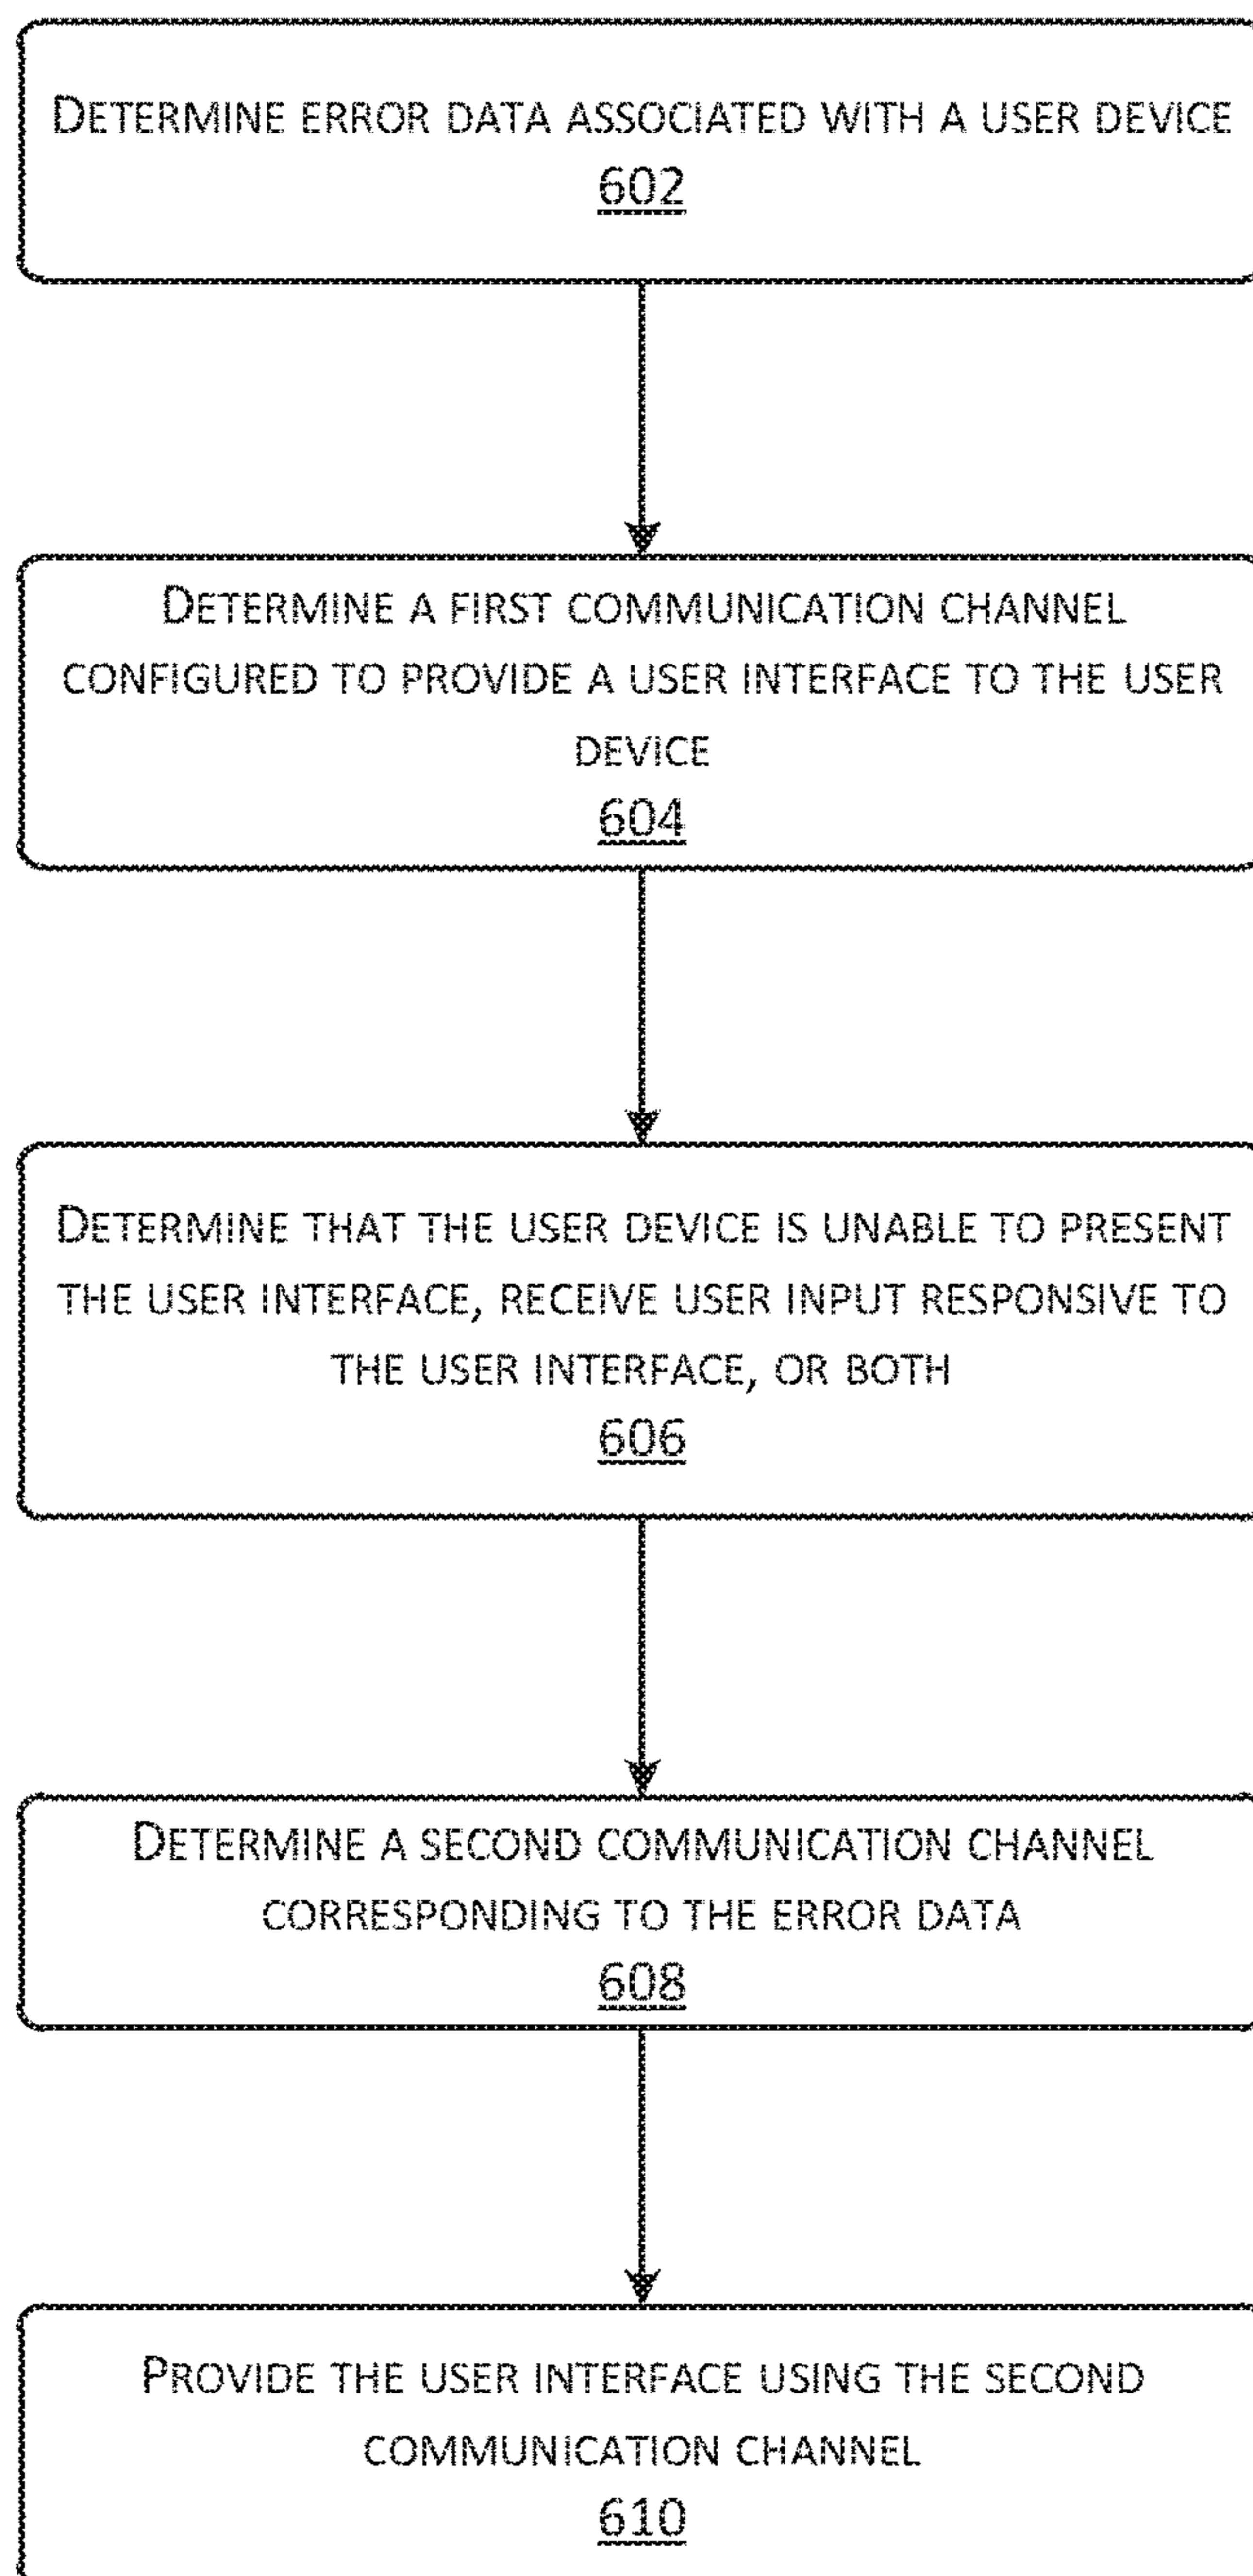 DETERMINE ERROR DATA ASSOCIATED WITH A USER DEVICE
602
DETERMINE A FIRST COMMUNICATION CHANNEL
CONFIGURED TO PROVIDE A USER INTERFACE TO THE USER
DEVICE
604
DETERMINE THAT THE USER DEVICE IS UNABLE TO PRESENT
THE USER INTERFACE, RECEIVE USER INPUT RESPONSIVE TO
THE USER INTERFACE, OR BOTH
606
DETERMINE A SECOND COMMUNICATION CHANNEL
CORRESPONDING TO THE ERROR DATA
608
PROVIDE THE USER INTERFACE USING THE SECOND
COMMUNICATION CHANNEL
610